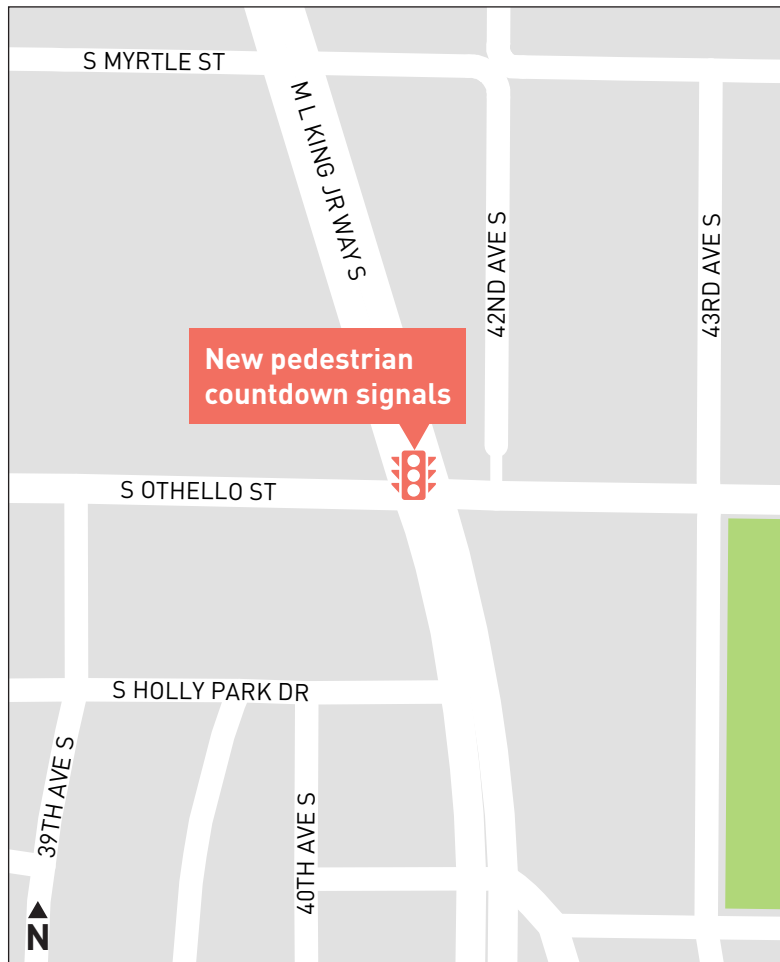 S MYRTLE ST
M L KING JR WAY S
42ND AVE S
43RD AVE S
New pedestrian
countdown signals
S OTHELLO ST
S HOLLY PARK DR
39TH AVE S
40TH AVE S
N